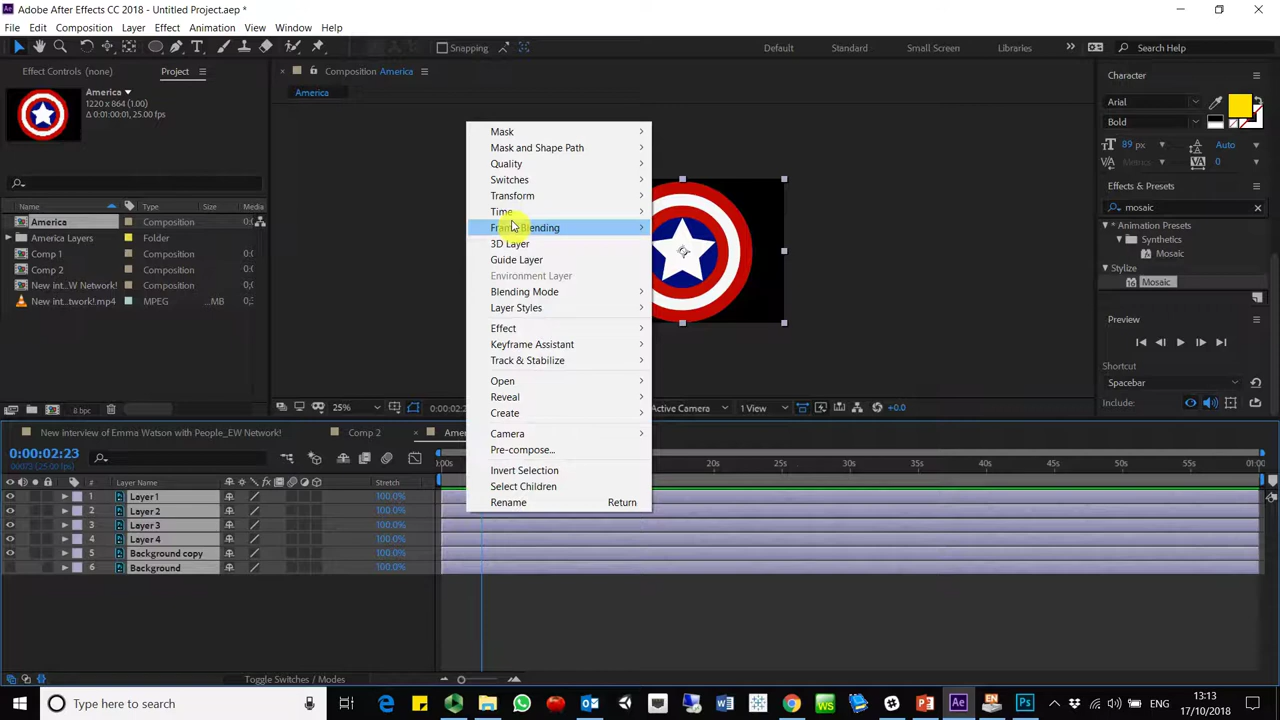 Adobe After Effects CC 2018 - Untitled Project.aep *
File Edit Composition Layer Effect Animation View Window Help
Snapping Default Standard Small Screen Libraries Search Help
Effect Controls (none) Project Composition America Character
America
1220 x 864 (1.00)
Δ 0:00:01:00, 25.00 fps
America
Arial
Bold
89 px Auto
Metrics 0
Name Type Size Media
America Composition
America Layers Folder
Comp 1 Composition
Comp 2 Composition
New int...W Network! Composition
New int...twork!.mp4 MPEG ...MB
8 bpc
Mask
Mask and Shape Path
Quality
Switches
Transform
Time
Frame Blending
3D Layer
Guide Layer
Environment Layer
Blending Mode
Layer Styles
Effect
Keyframe Assistant
Track & Stabilize
Open
Reveal
Create
Camera
Pre-compose...
Invert Selection
Select Children
Rename Return
Effects & Presets
mosaic
* Animation Presets
Synthetics
Mosaic
Stylize
Mosaic
Preview
Shortcut
Spacebar
Include:
25% Active Camera 1 View +0.0
New interview of Emma Watson with People_EW Network! Comp 2
0:00:02:23
00073 (25.00 fps)
20s 25s 30s 35s 40s 45s 50s 55s
# Layer Name Stretch
1 Layer 1 100.0%
2 Layer 2 100.0%
3 Layer 3 100.0%
4 Layer 4 100.0%
5 Background copy 100.0%
6 Background 100.0%
Toggle Switches / Modes
Type here to search
13:13
17/10/2018